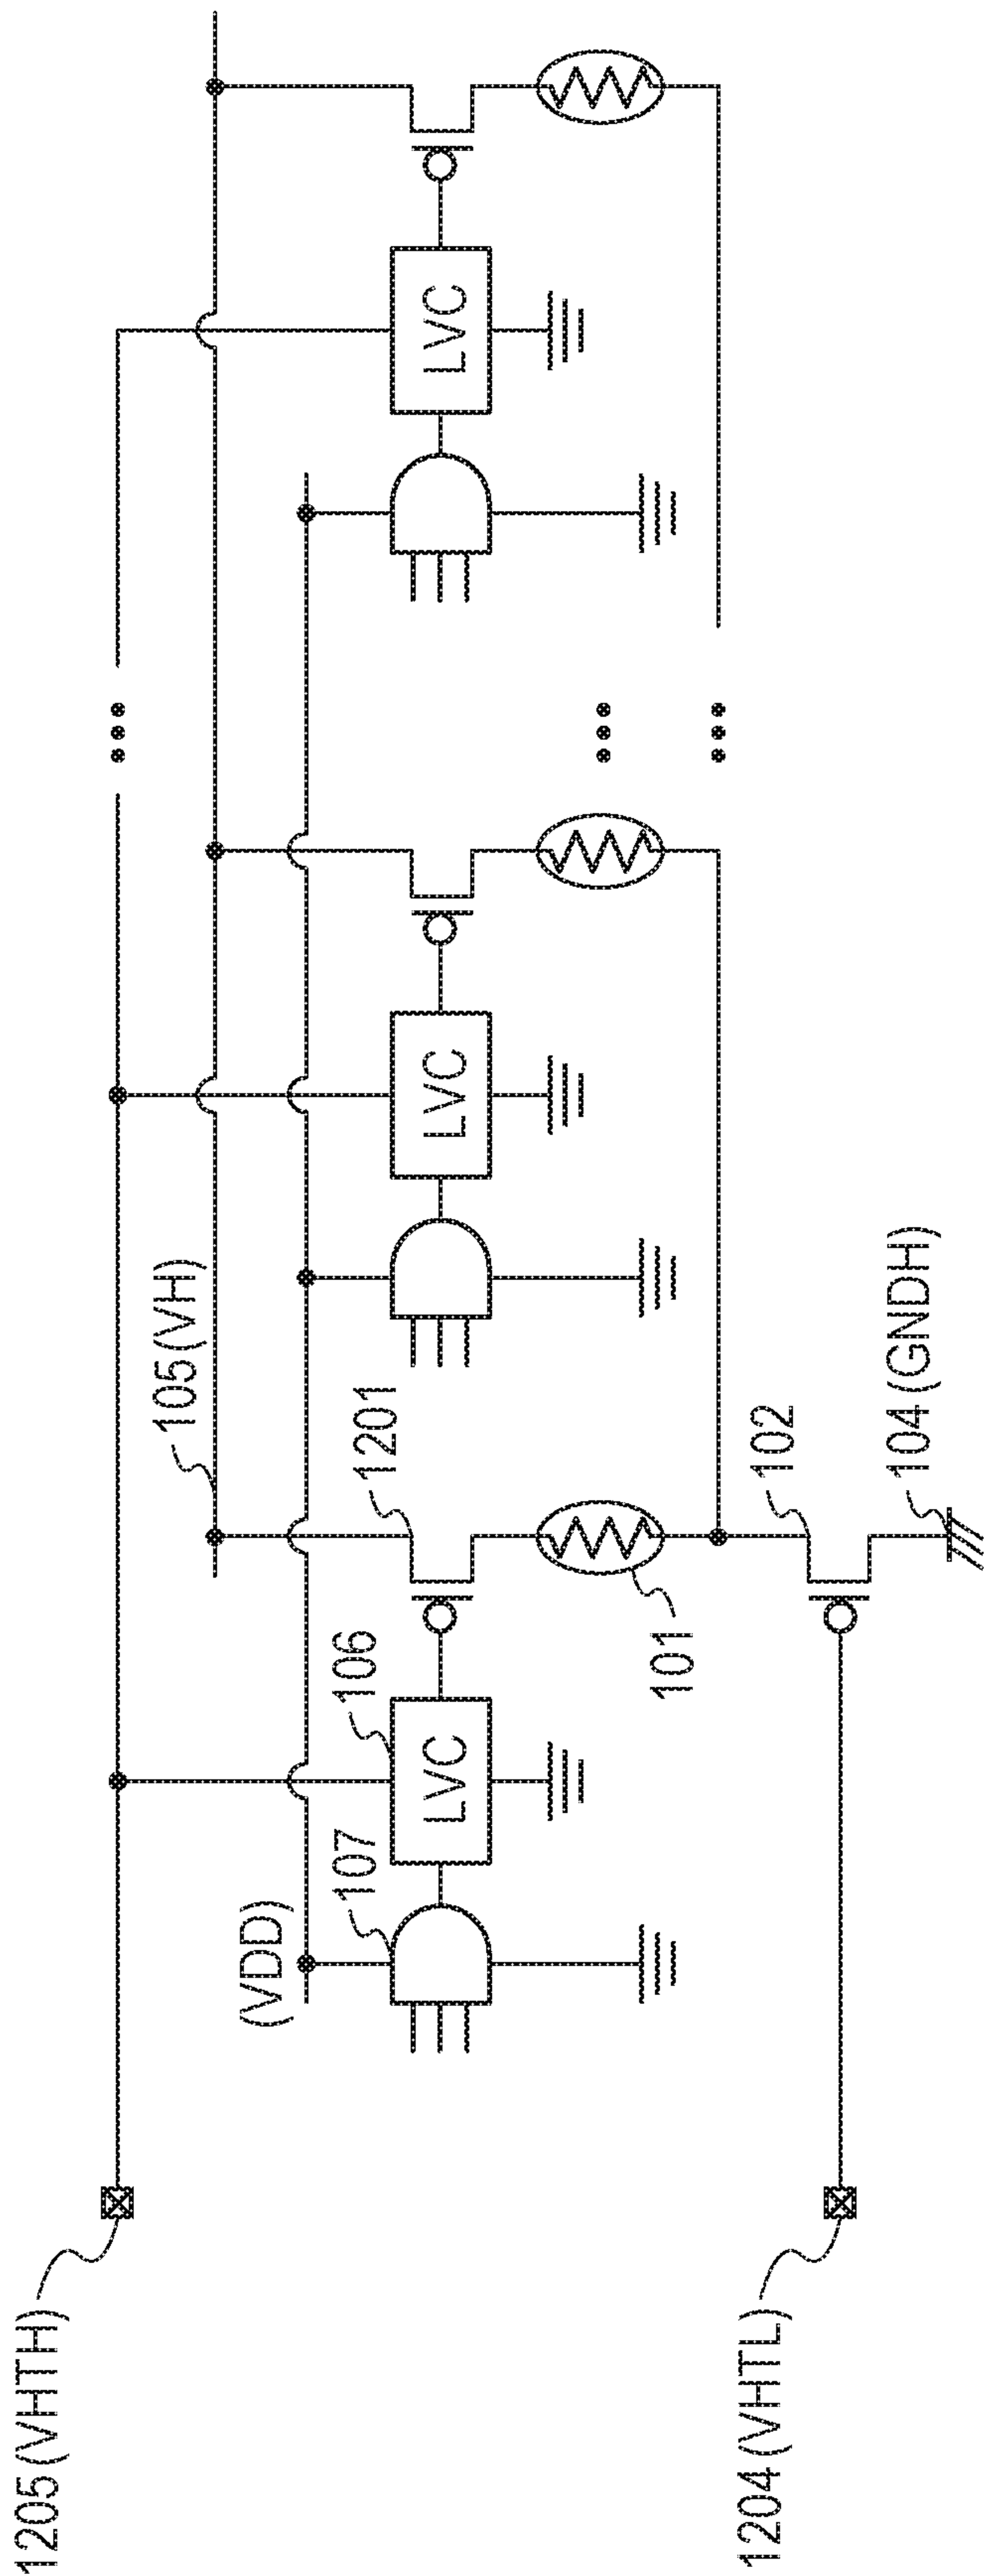 1205 (VHTH)
105 (VH)
(VDD)
107
106
1201
LVC
LVC
LVC
101
102
1204 (VHTL)
104 (GNDH)